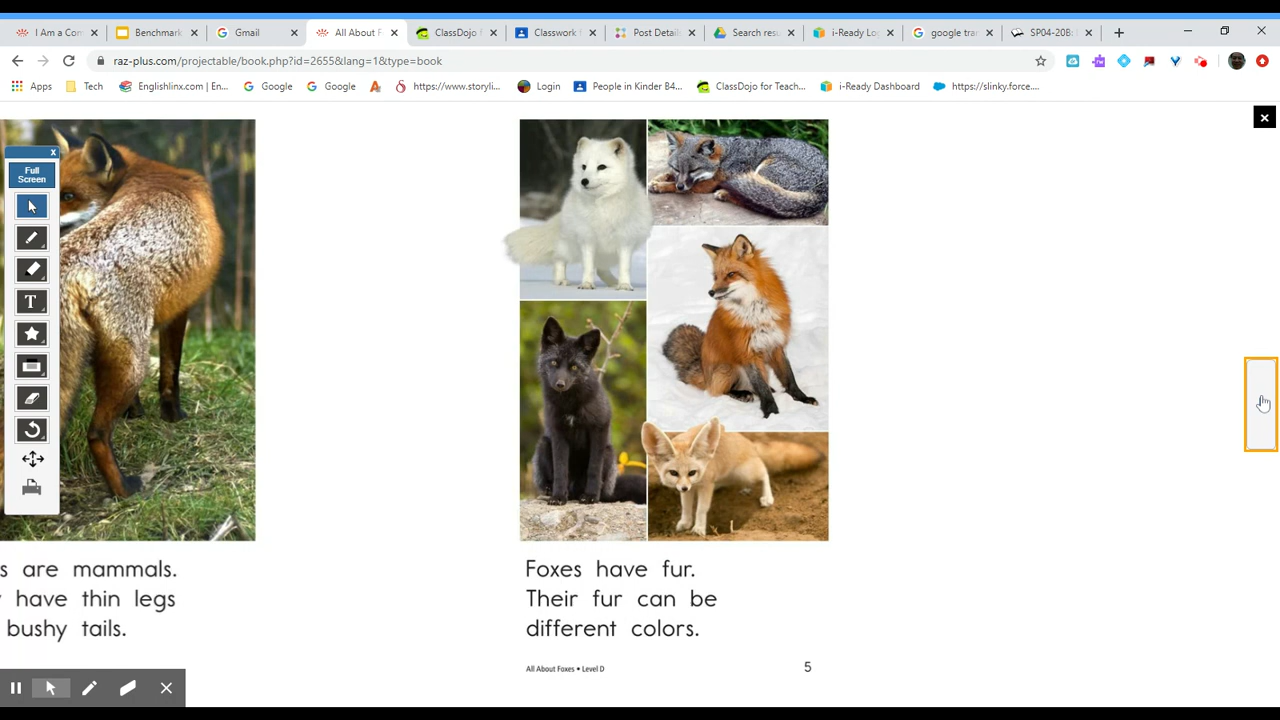 I Am a Com
Benchmark
Gmail
All About F
ClassDojo F
Classwork f
Post Details
Search resu
i-Ready Log
google tran
SP04-20B:
raz-plus.com/projectable/book.php?id=2655&lang=1&type=book
Apps
Tech
Englishlinx.com | En...
Google
Google
https://www.storyli...
Login
People in Kinder B4...
ClassDojo for Teach...
i-Ready Dashboard
https://slinky.force....
x
Full
Screen
T
s are mammals.
have thin legs
bushy tails.
Foxes have fur.
Their fur can be
different colors.
All About Foxes • Level D
5